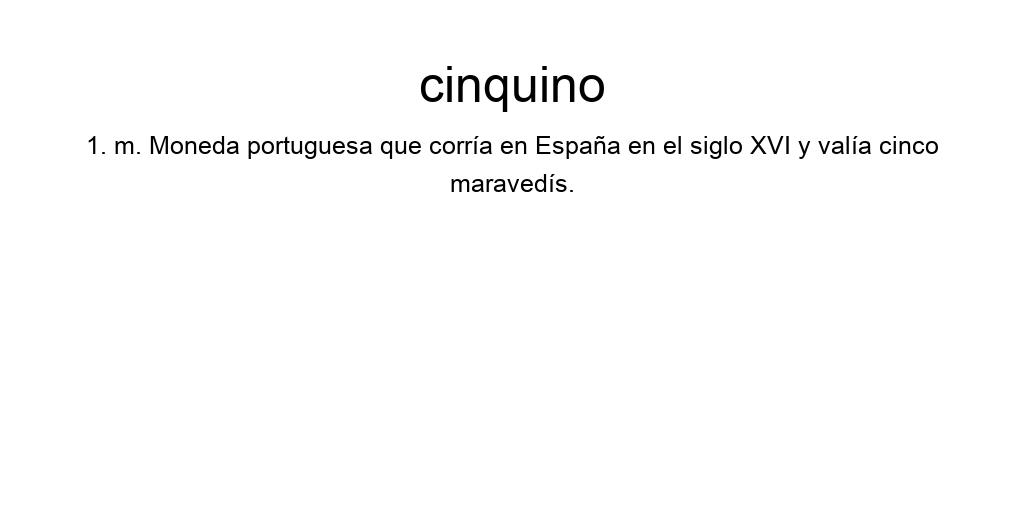 cinquino
1. m. Moneda portuguesa que corría en España en el siglo XVI y valía cinco
maravedís.